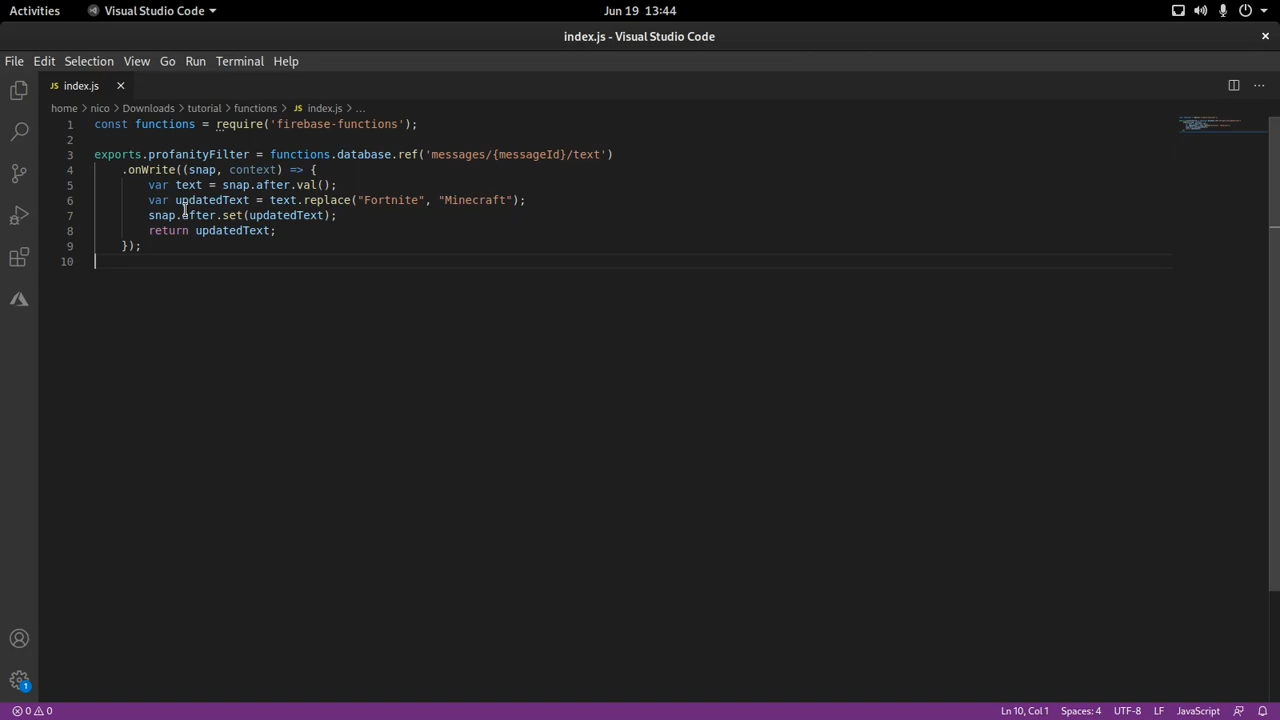 Activities Visual Studio Code Jun 19 13:44
index.js - Visual Studio Code
File Edit Selection View Go Run Terminal Help
JS index.js
home > nico > Downloads > tutorial > functions > JS index.js > ...
1 const functions = require('firebase-functions');
2
3 exports.profanityFilter = functions.database.ref('messages/{messageId}/text')
4 .onWrite((snap, context) => {
5 var text = snap.after.val();
6 var updatedText = text.replace("Fortnite", "Minecraft");
7 snap.after.set(updatedText);
8 return updatedText;
9 });
10
1
0 0 Ln 10, Col 1 Spaces: 4 UTF-8 LF JavaScript